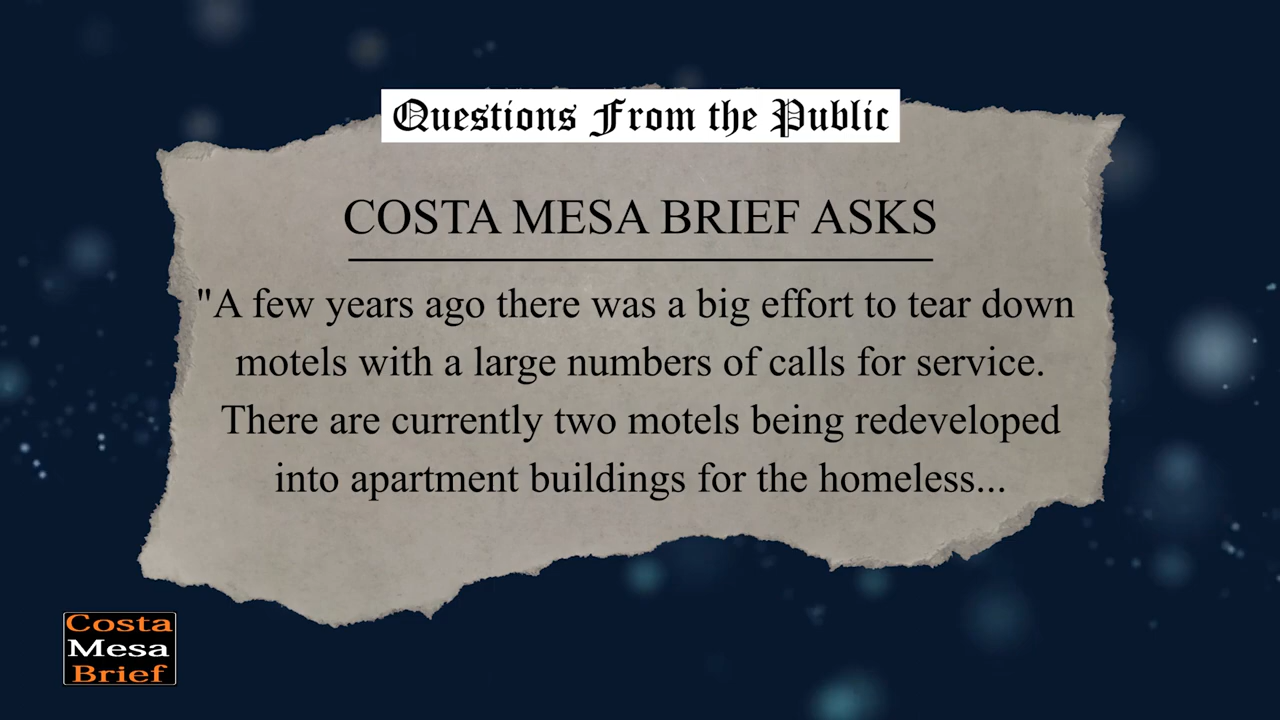 Questions From the Public
COSTA MESA BRIEF ASKS
"A few years ago there was a big effort to tear down
motels with a large numbers of calls for service.
There are currently two motels being redeveloped
into apartment buildings for the homeless...
Costa
Mesa
Brief